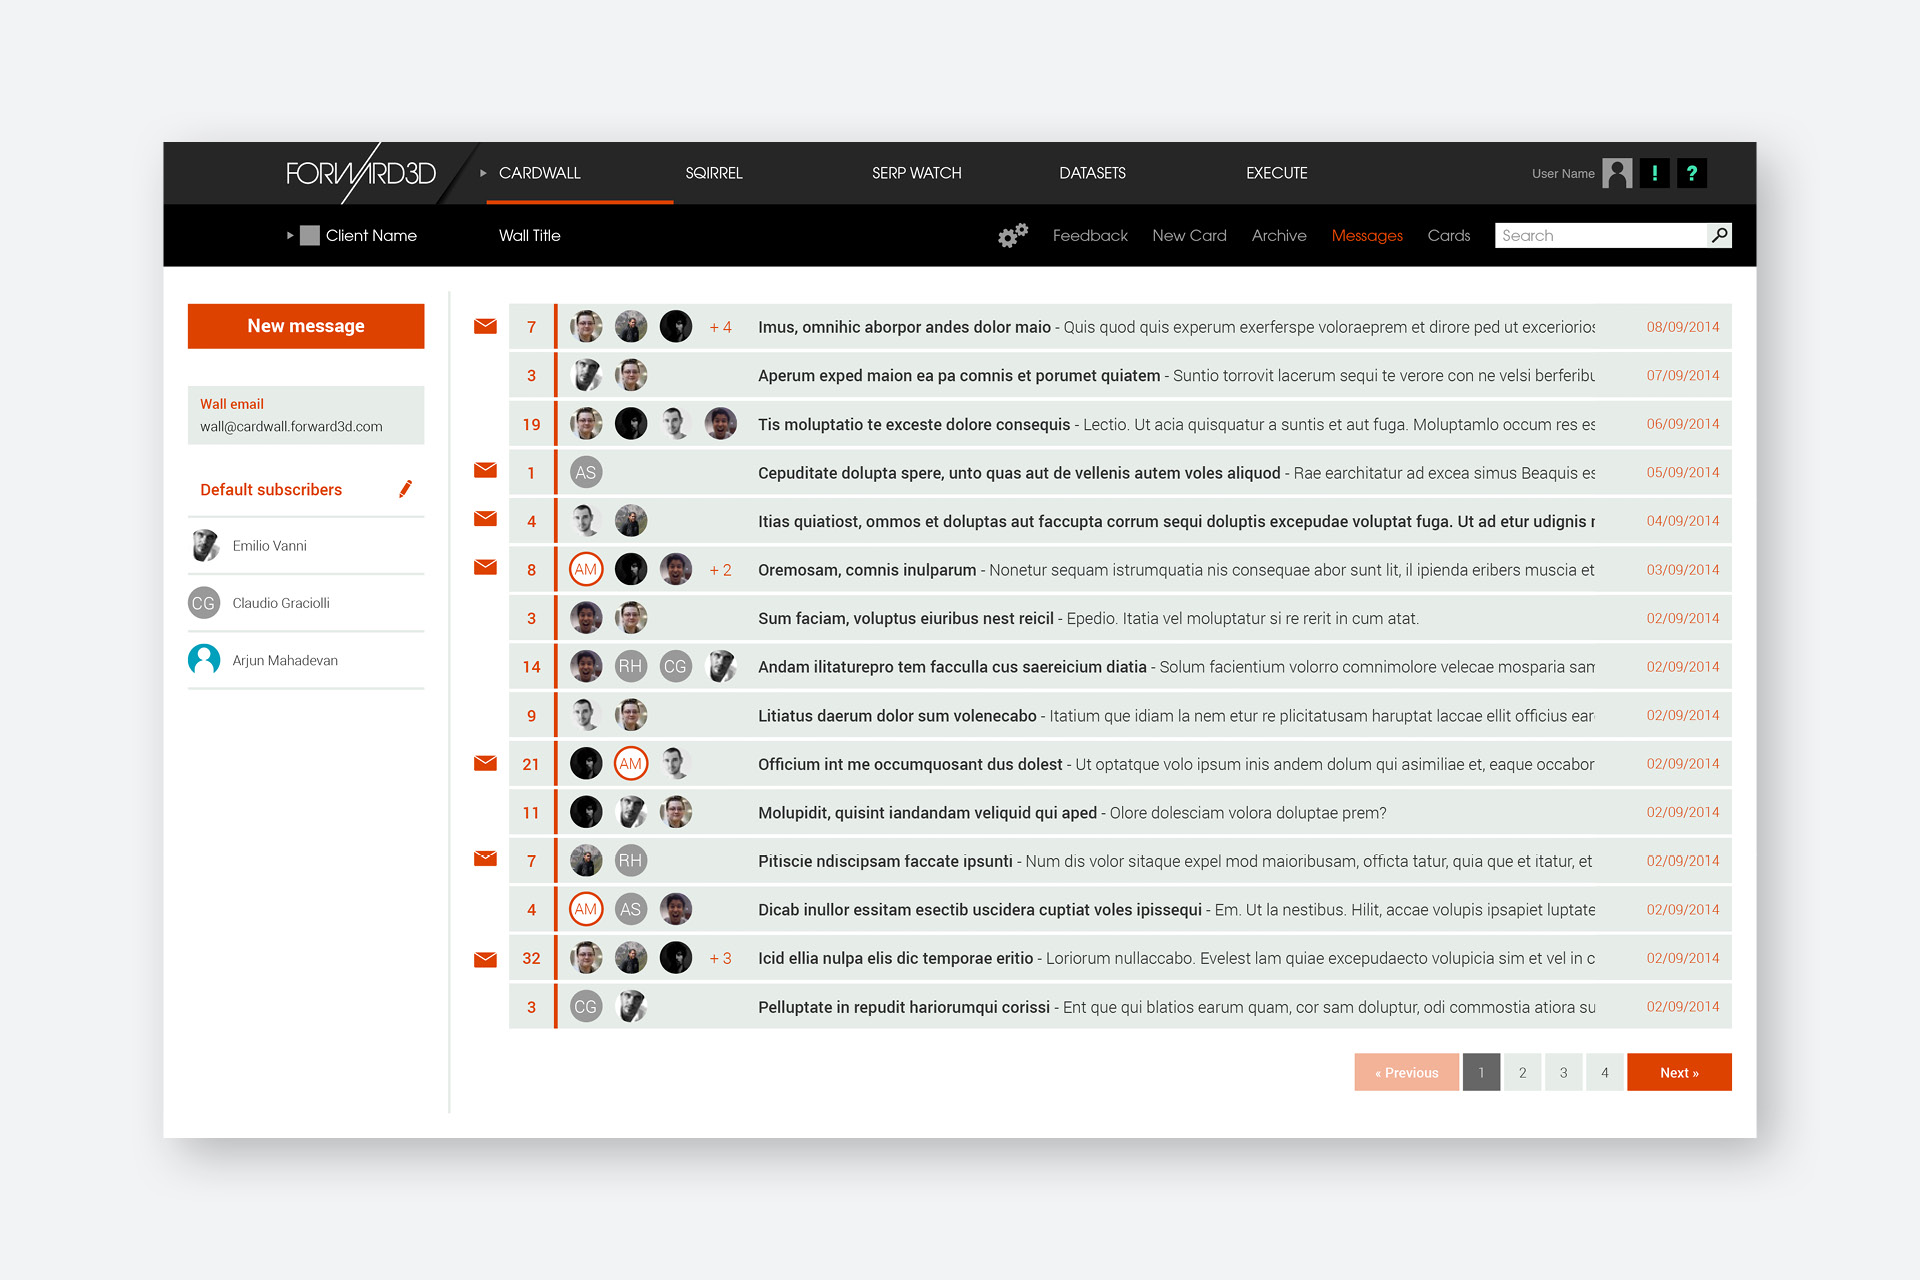 FORWARD3D
CARDWALL
SQIRREL
SERP WATCH
DATASETS
EXECUTE
User Name
!
?
Client Name
Wall Title
Feedback
New Card
Archive
Messages
Cards
Search
New message
Wall email
wall@cardwall.forward3d.com
Default subscribers
Emilio Vanni
CG Claudio Graciolli
Arjun Mahadevan
7 + 4 Imus, omnihic aborpor andes dolor maio - Quis quod quis experum exerferspe voloraeprem et dirore ped ut exceriorios 08/09/2014
3 Aperum exped maion ea pa comnis et porumet quiatem - Suntio torrovit lacerum sequi te verore con ne velsi berferibu 07/09/2014
19 Tis moluptatio te exceste dolore consequis - Lectio. Ut acia quisquatur a suntis et aut fuga. Moluptamlo occum res es 06/09/2014
1 AS Cepuditate dolupta spere, unto quas aut de vellenis autem voles aliquod - Rae earchitatur ad excea simus Beaquis es 05/09/2014
4 Itias quiatiost, ommos et doluptas aut faccupta corrum sequi doluptis excepudae voluptat fuga. Ut ad etur udignis 04/09/2014
8 AM + 2 Oremosam, comnis inulparum - Nonetur sequam istrumquatia nis consequae abor sunt lit, il ipienda eribers muscia et 03/09/2014
3 Sum faciam, voluptus eiuribus nest reicil - Epedio. Itatia vel moluptatur si re rerit in cum atat. 02/09/2014
14 RH CG Andam ilitaturepro tem facculla cus saereicium diatia - Solum facientium volorro comnimolore velecae mosparia sam 02/09/2014
9 Litiatus daerum dolor sum volenecabo - Itatium que idiam la nem etur re plicitatusam haruptat laccae ellit officius ear 02/09/2014
21 AM Officium int me occumquosant dus dolest - Ut optatque volo ipsum inis andem dolum qui asimiliae et, eaque occabor 02/09/2014
11 Molupidit, quisint iandandam veliquid qui aped - Olore dolesciam volora doluptae prem? 02/09/2014
7 RH Pitiscie ndiscipsam faccate ipsunti - Num dis volor sitaque expel mod maioribusam, officta tatur, quia que et itatur, et 02/09/2014
4 AM AS Dicab inullor essitam esectib uscidera cuptiat voles ipissequi - Em. Ut la nestibus. Hilit, accae volupis ipsapiet luptate 02/09/2014
32 + 3 Icid ellia nulpa elis dic temporae eritio - Loriorum nullaccabo. Evelest lam quiae excepudaecto volupicia sim et vel in c 02/09/2014
3 CG Pelluptate in repudit hariorumqui corissi - Ent que qui blatios earum quam, cor sam doluptur, odi commostia atiora su 02/09/2014
« Previous 1 2 3 4 Next »